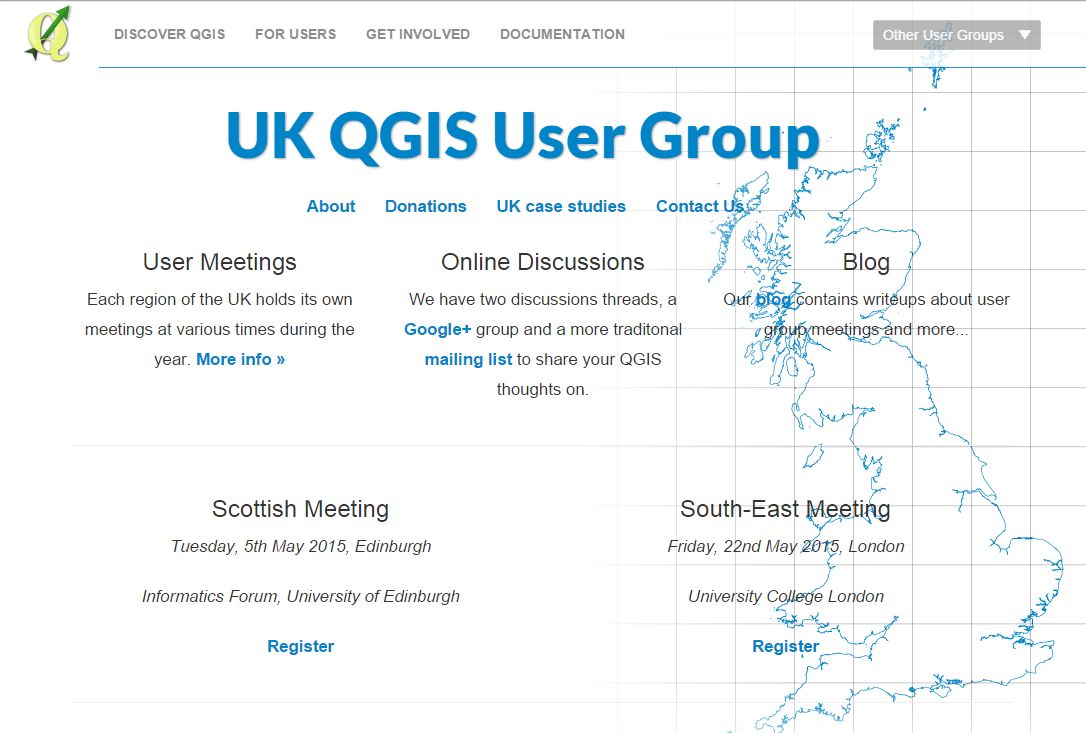 DISCOVER QGIS FOR USERS GET INVOLVED DOCUMENTATION Other User Groups
UK QGIS User Group
About Donations UK case studies Contact Us
User Meetings
Each region of the UK holds its own
meetings at various times during the
year. More info »
Online Discussions
We have two discussions threads, a
Google+ group and a more traditonal
mailing list to share your QGIS
thoughts on.
Blog
Our blog contains writeups about user
group meetings and more...
Scottish Meeting
Tuesday, 5th May 2015, Edinburgh
Informatics Forum, University of Edinburgh
Register
South-East Meeting
Friday, 22nd May 2015, London
University College London
Register